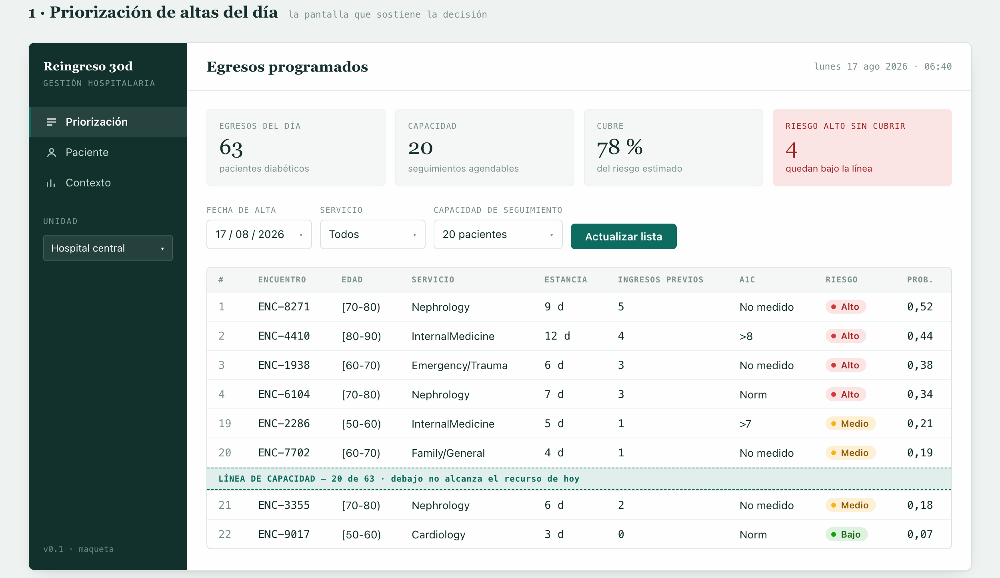 1 · Priorización de altas del día la pantalla que sostiene la decisión
Reingreso 30d
GESTIÓN HOSPITALARIA
Priorización
Paciente
Contexto
UNIDAD
Hospital central
v0.1 · maqueta
Egresos programados
lunes 17 ago 2026 · 06:40
EGRESOS DEL DÍA
63
pacientes diabéticos
CAPACIDAD
20
seguimientos agendables
CUBRE
78 %
del riesgo estimado
RIESGO ALTO SIN CUBRIR
4
quedan bajo la línea
FECHA DE ALTA
17 / 08 / 2026
SERVICIO
Todos
CAPACIDAD DE SEGUIMIENTO
20 pacientes
Actualizar lista
# ENCUENTRO EDAD SERVICIO ESTANCIA INGRESOS PREVIOS A1C RIESGO PROB.
1 ENC–8271 [70-80) Nephrology 9 d 5 No medido Alto 0,52
2 ENC–4410 [80-90) InternalMedicine 12 d 4 >8 Alto 0,44
3 ENC–1938 [60-70) Emergency/Trauma 6 d 3 No medido Alto 0,38
4 ENC–6104 [70-80) Nephrology 7 d 3 Norm Alto 0,34
19 ENC–2286 [50-60) InternalMedicine 5 d 1 >7 Medio 0,21
20 ENC–7702 [60-70) Family/General 4 d 1 No medido Medio 0,19
LÍNEA DE CAPACIDAD — 20 de 63 · debajo no alcanza el recurso de hoy
21 ENC–3355 [70-80) Nephrology 6 d 2 No medido Medio 0,18
22 ENC–9017 [50-60) Cardiology 3 d 0 Norm Bajo 0,07